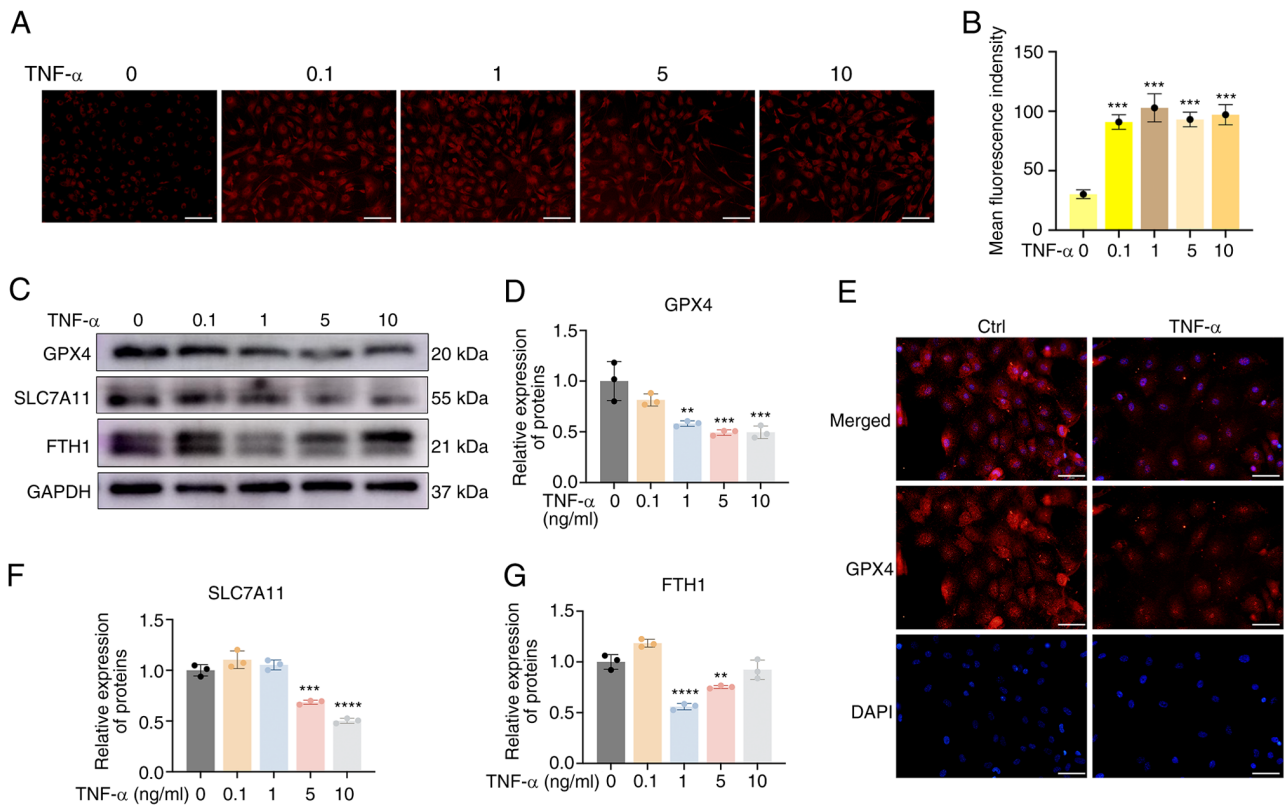 A
TNF-α 0 0.1 1 5 10
B
Mean fluorescence indensity
150
100
50
0
*** *** *** ***
TNF-α 0 0.1 1 5 10
C
TNF-α 0 0.1 1 5 10
GPX4 20 kDa
SLC7A11 55 kDa
FTH1 21 kDa
GAPDH 37 kDa
D
GPX4
Relative expression
of proteins
1.5
1.0
0.5
0.0
** *** ***
TNF-α 0 0.1 1 5 10
(ng/ml)
E
Ctrl TNF-α
Merged
GPX4
DAPI
F
SLC7A11
Relative expression
of proteins
1.5
1.0
0.5
0.0
*** ****
TNF-α (ng/ml) 0 0.1 1 5 10
G
FTH1
Relative expression
of proteins
1.5
1.0
0.5
0.0
**** **
TNF-α (ng/ml) 0 0.1 1 5 10